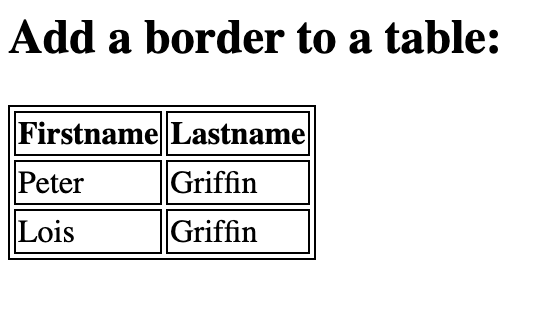 Add a border to a table:
Firstname Lastname
Peter Griffin
Lois Griffin